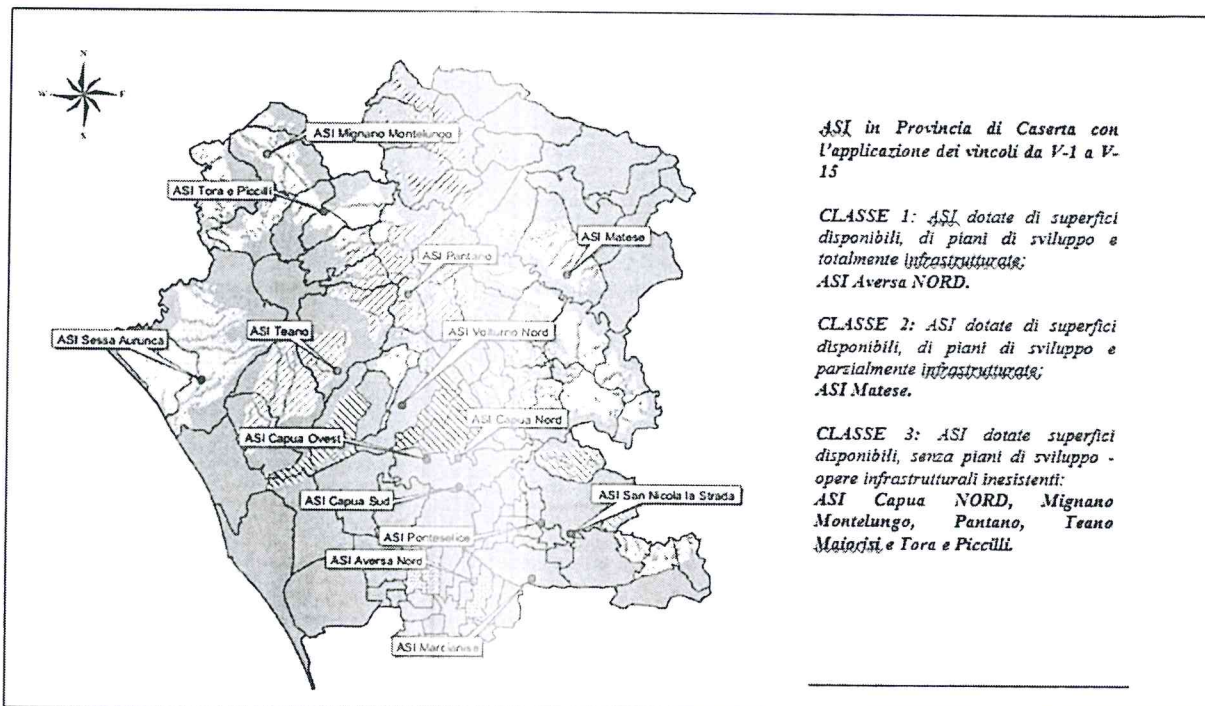 N
W E
S
ASI Mignano Montelungo
ASI Tora e Piccilli
ASI Matese
ASI Pantano
ASI Teano
ASI Volturno Nord
ASI Sessa Aurunca
ASI Capua Nord
ASI Capua Ovest
ASI Capua Sud
ASI San Nicola la Strada
ASI Ponteselice
ASI Aversa Nord
ASI Marcianise
ASI in Provincia di Caserta con
l'applicazione dei vincoli da V-1 a V-
15
CLASSE 1: ASI dotate di superfici
disponibili, di piani di sviluppo e
totalmente infrastrutturate:
ASI Aversa NORD.
CLASSE 2: ASI dotate di superfici
disponibili, di piani di sviluppo e
parzialmente infrastrutturate:
ASI Matese.
CLASSE 3: ASI dotate superfici
disponibili, senza piani di sviluppo -
opere infrastrutturali inesistenti:
ASI Capua NORD, Mignano
Montelungo, Pantano, Teano
Maiorisi e Tora e Piccilli.